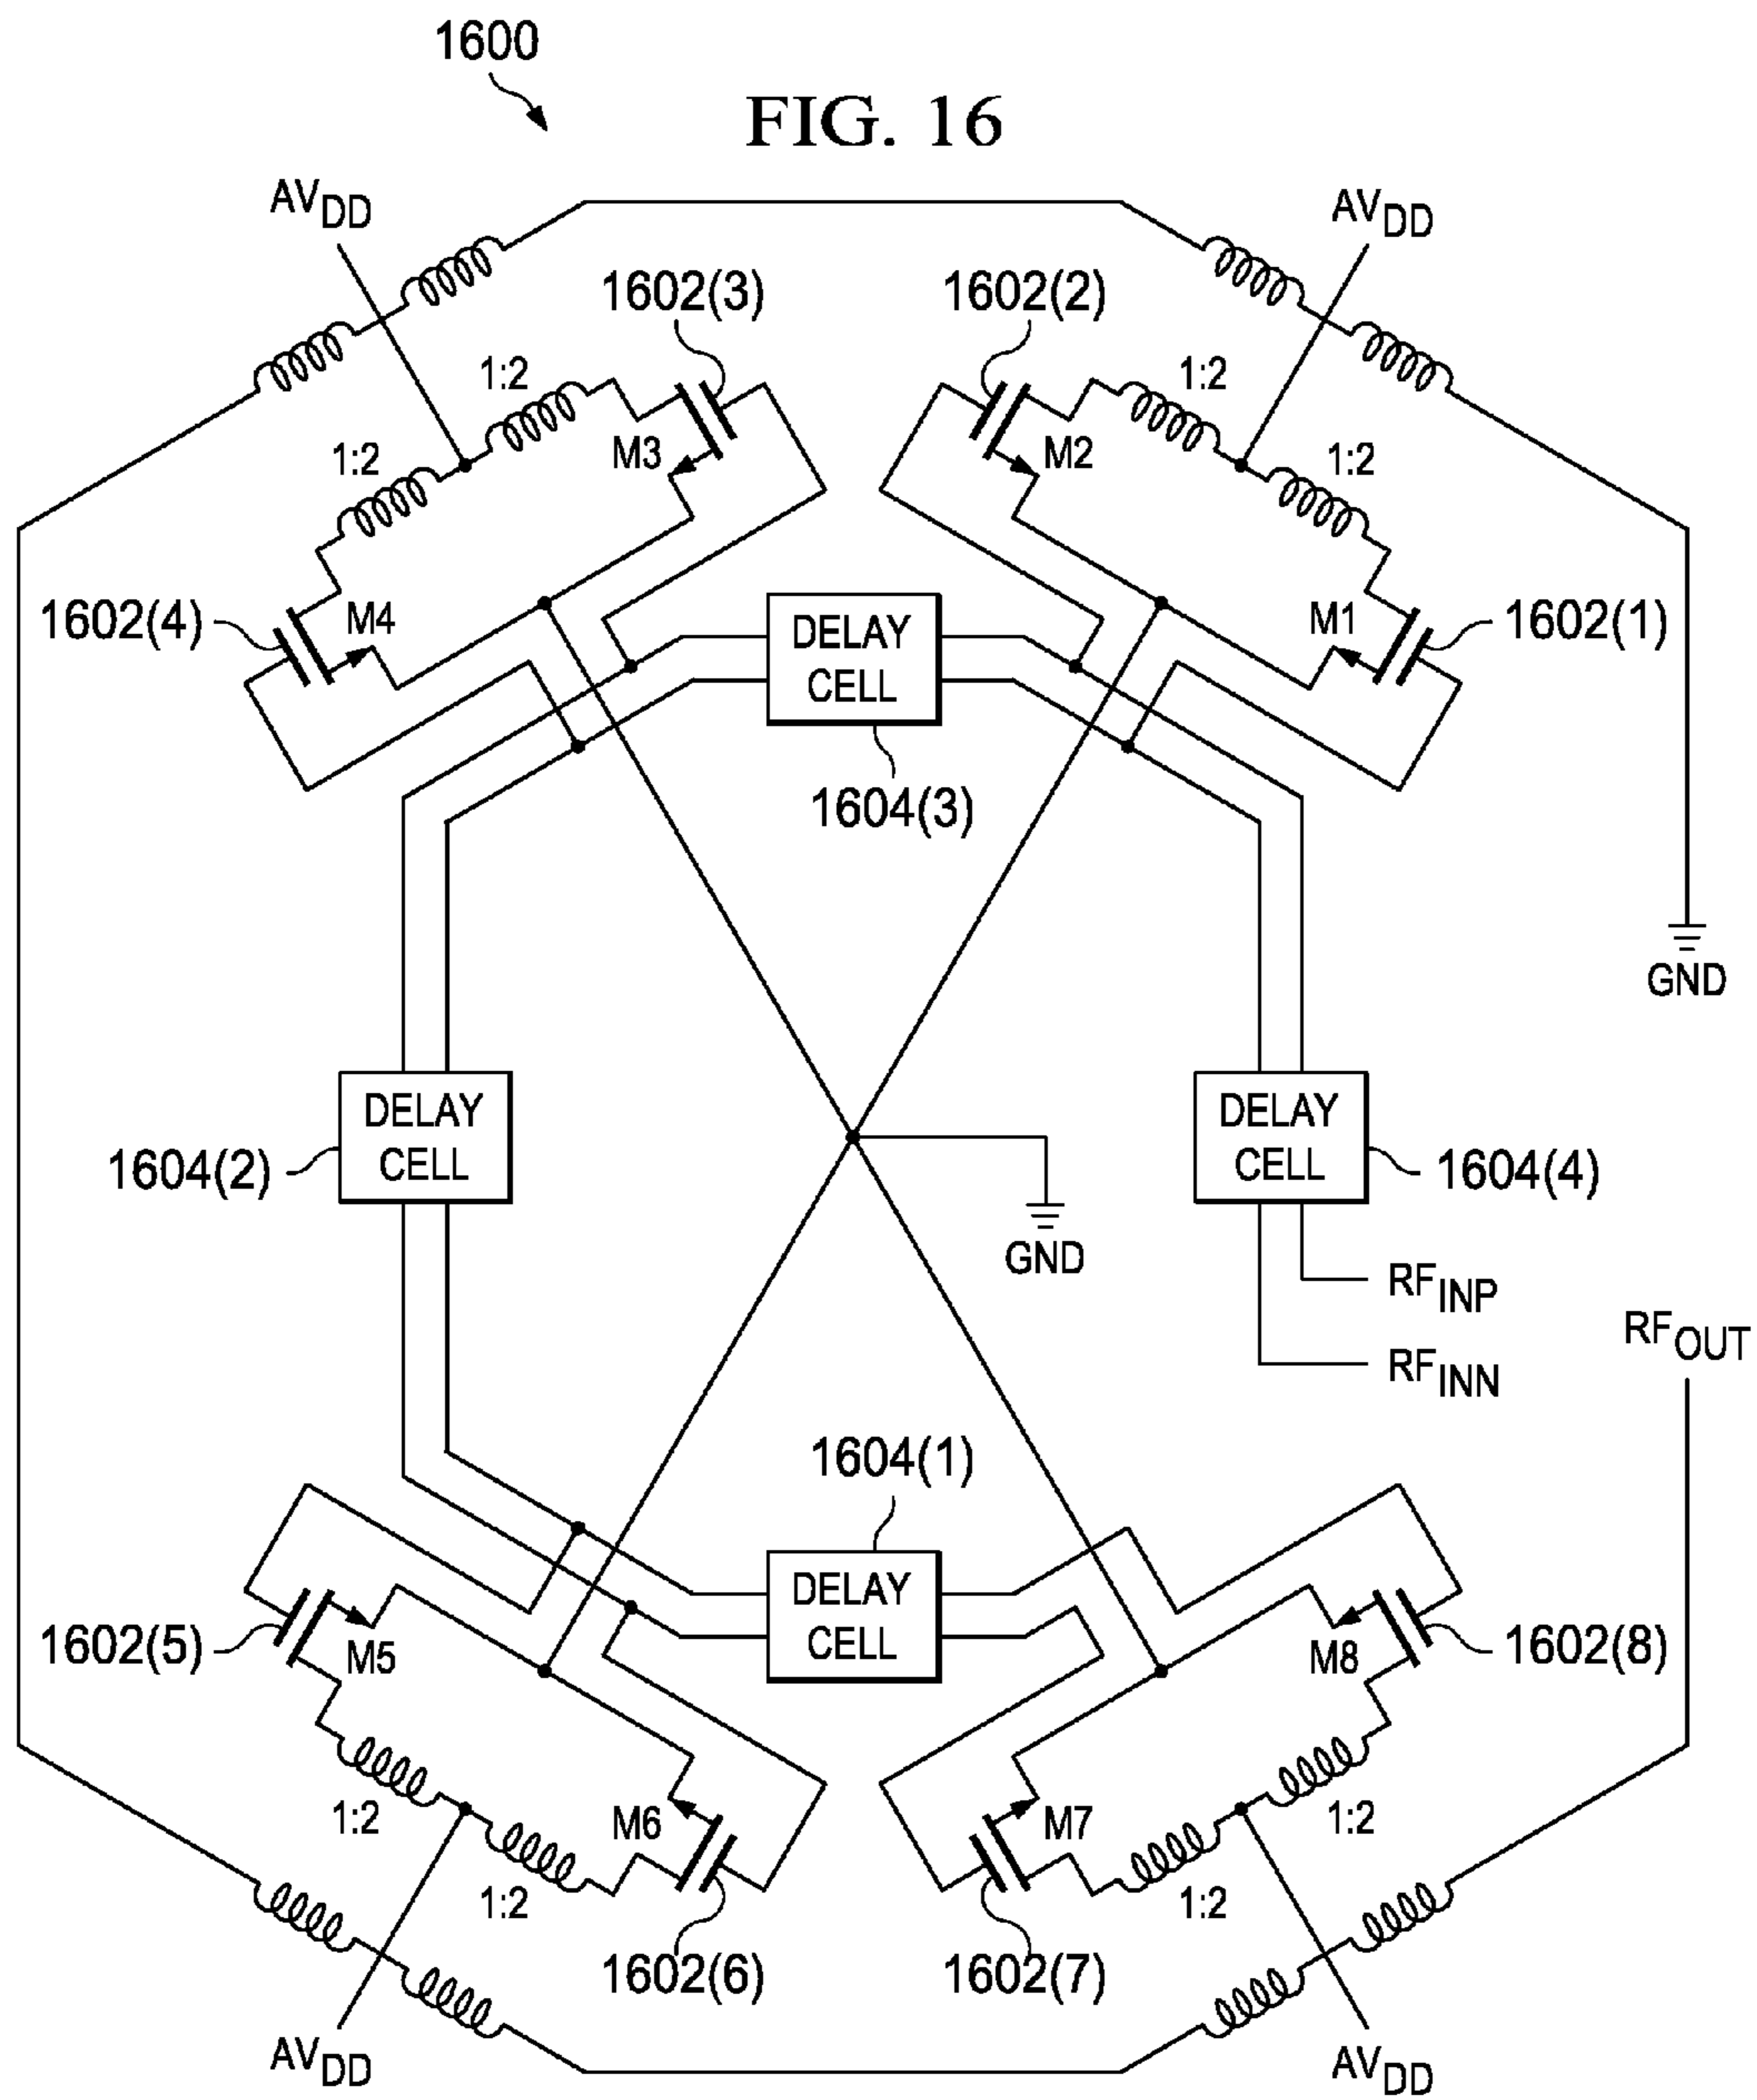 1600
FIG. 16
AVDD
AVDD
1602(3)
1602(2)
1:2
1:2
1:2
1:2
M3
M2
1602(4)
M4
DELAY
CELL
M1
1602(1)
1604(3)
GND
DELAY
CELL
1604(2)
DELAY
CELL
1604(4)
GND
RFINP
RFOUT
RFINN
1604(1)
DELAY
CELL
1602(5)
M5
M8
1602(8)
1:2
M6
M7
1:2
1:2
1:2
1602(6)
1602(7)
AVDD
AVDD